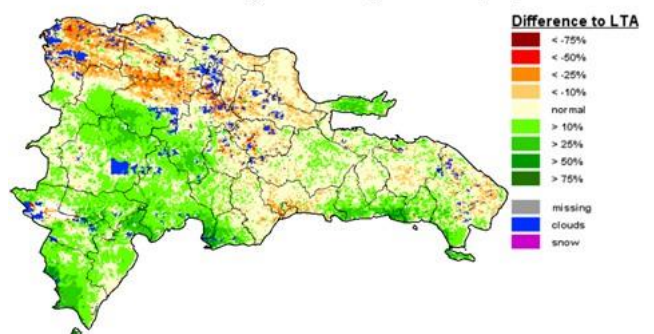 Difference to LTA
< -75%
< -50%
< -25%
< -10%
normal
> 10%
> 25%
> 50%
> 75%
missing
clouds
snow